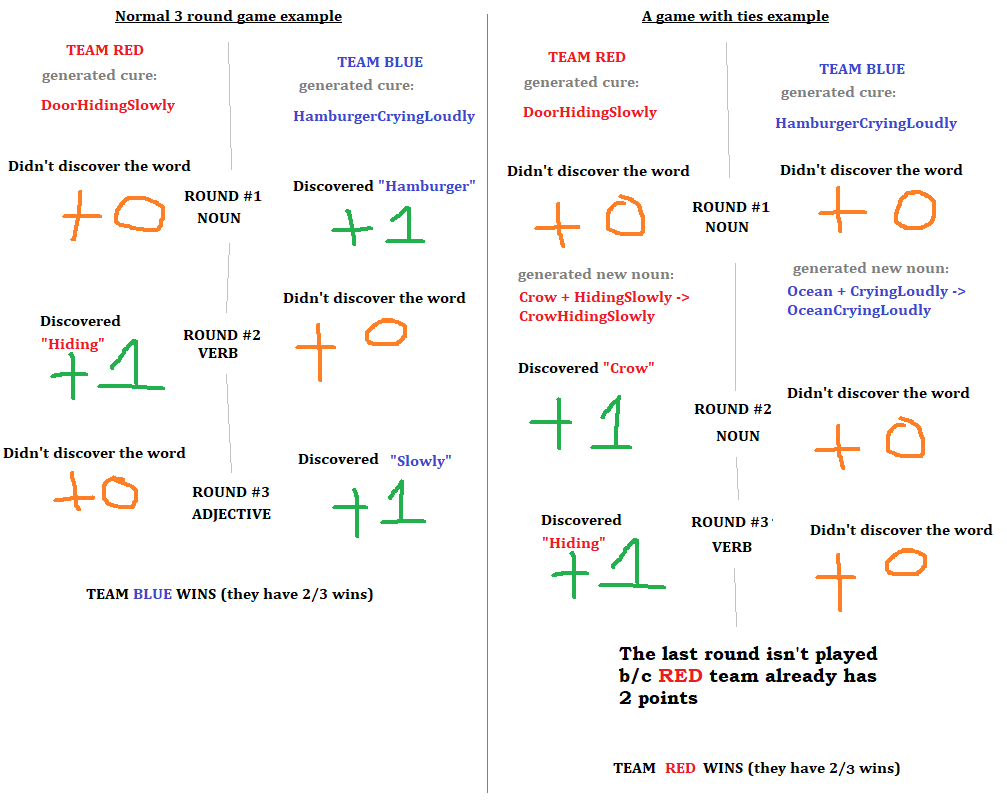 Normal 3 round game example
TEAM RED
generated cure:
DoorHidingSlowly
TEAM BLUE
generated cure:
HamburgerCryingLoudly
Didn't discover the word
+0
ROUND #1
NOUN
Discovered "Hamburger"
+1
Discovered
"Hiding"
+1
ROUND #2
VERB
Didn't discover the word
+0
Didn't discover the word
+0
ROUND #3
ADJECTIVE
Discovered "Slowly"
+1
TEAM BLUE WINS (they have 2/3 wins)
A game with ties example
TEAM RED
generated cure:
DoorHidingSlowly
TEAM BLUE
generated cure:
HamburgerCryingLoudly
Didn't discover the word
+0
ROUND #1
NOUN
Didn't discover the word
+0
generated new noun:
Crow + HidingSlowly ->
CrowHidingSlowly
generated new noun:
Ocean + CryingLoudly ->
OceanCryingLoudly
Discovered "Crow"
+1
ROUND #2
NOUN
Didn't discover the word
+0
Discovered
"Hiding"
+1
ROUND #3
VERB
Didn't discover the word
+0
The last round isn't played
b/c RED team already has
2 points
TEAM RED WINS (they have 2/3 wins)